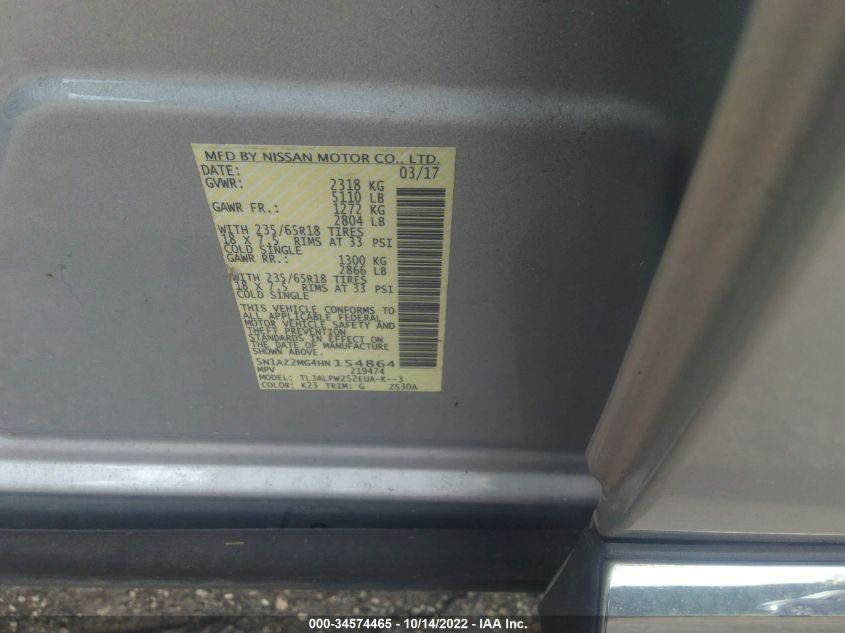 MFD BY NISSAN MOTOR CO., LTD.
DATE: 03/17
GVWR: 2318 KG
5110 LB
GAWR FR.: 1272 KG
2804 LB
WITH 235/65R18 TIRES
18 X 7.5 RIMS AT 33 PSI
COLD SINGLE
GAWR RR.: 1300 KG
2866 LB
WITH 235/65R18 TIRES
18 X 7.5 RIMS AT 33 PSI
COLD SINGLE
THIS VEHICLE CONFORMS TO
ALL APPLICABLE FEDERAL
MOTOR VEHICLE SAFETY AND
THEFT PREVENTION
STANDARDS IN EFFECT ON
THE DATE OF MANUFACTURE
SHOWN ABOVE.
5N1AZ2MG4HN154864
MPV 219474
MODEL: TLJALPWZ52EUA-K--3
COLOR: K23 TRIM: G Z530A
000-34574465 - 10/14/2022 - IAA Inc.